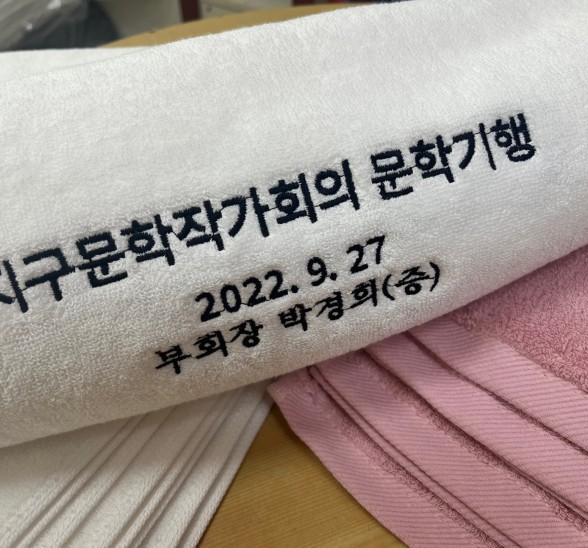 지구문학작가회의 문학기행
2022. 9. 27
부회장 박경희(증)